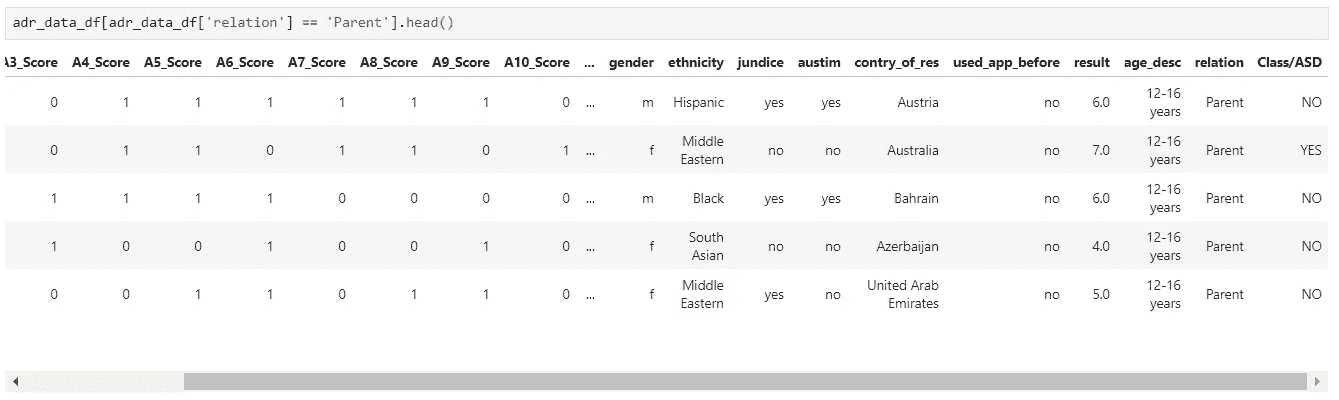 adr_data_df[adr_data_df['relation'] == 'Parent'].head()
A3_Score A4_Score A5_Score A6_Score A7_Score A8_Score A9_Score A10_Score ... gender ethnicity jundice austim contry_of_res used_app_before result age_desc relation Class/ASD
0 1 1 1 1 1 1 0 ... m Hispanic yes yes Austria no 6.0 12-16 years Parent NO
0 1 1 0 1 1 0 1 ... f Middle Eastern no no Australia no 7.0 12-16 years Parent YES
1 1 1 1 0 0 0 0 ... m Black yes yes Bahrain no 6.0 12-16 years Parent NO
1 0 0 1 0 0 1 0 ... f South Asian no no Azerbaijan no 4.0 12-16 years Parent NO
0 0 1 1 0 1 1 0 ... f Middle Eastern yes no United Arab Emirates no 5.0 12-16 years Parent NO